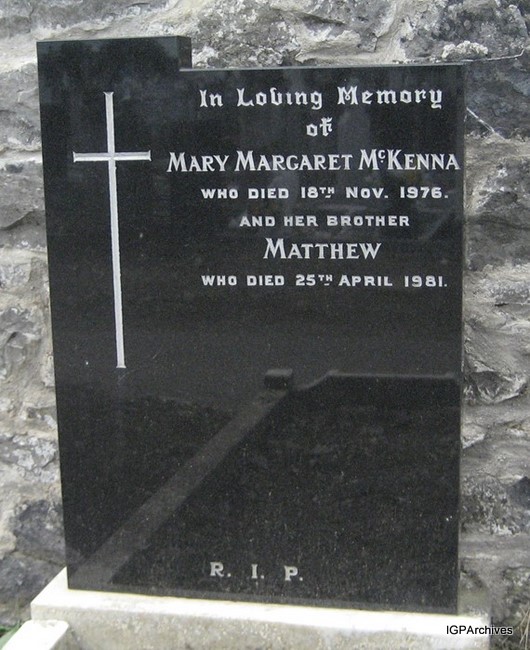 In Loving Memory
of
MARY MARGARET McKENNA
WHO DIED 18TH NOV. 1976.
AND HER BROTHER
MATTHEW
WHO DIED 25TH APRIL 1981.
R. I. P.
IGPArchives